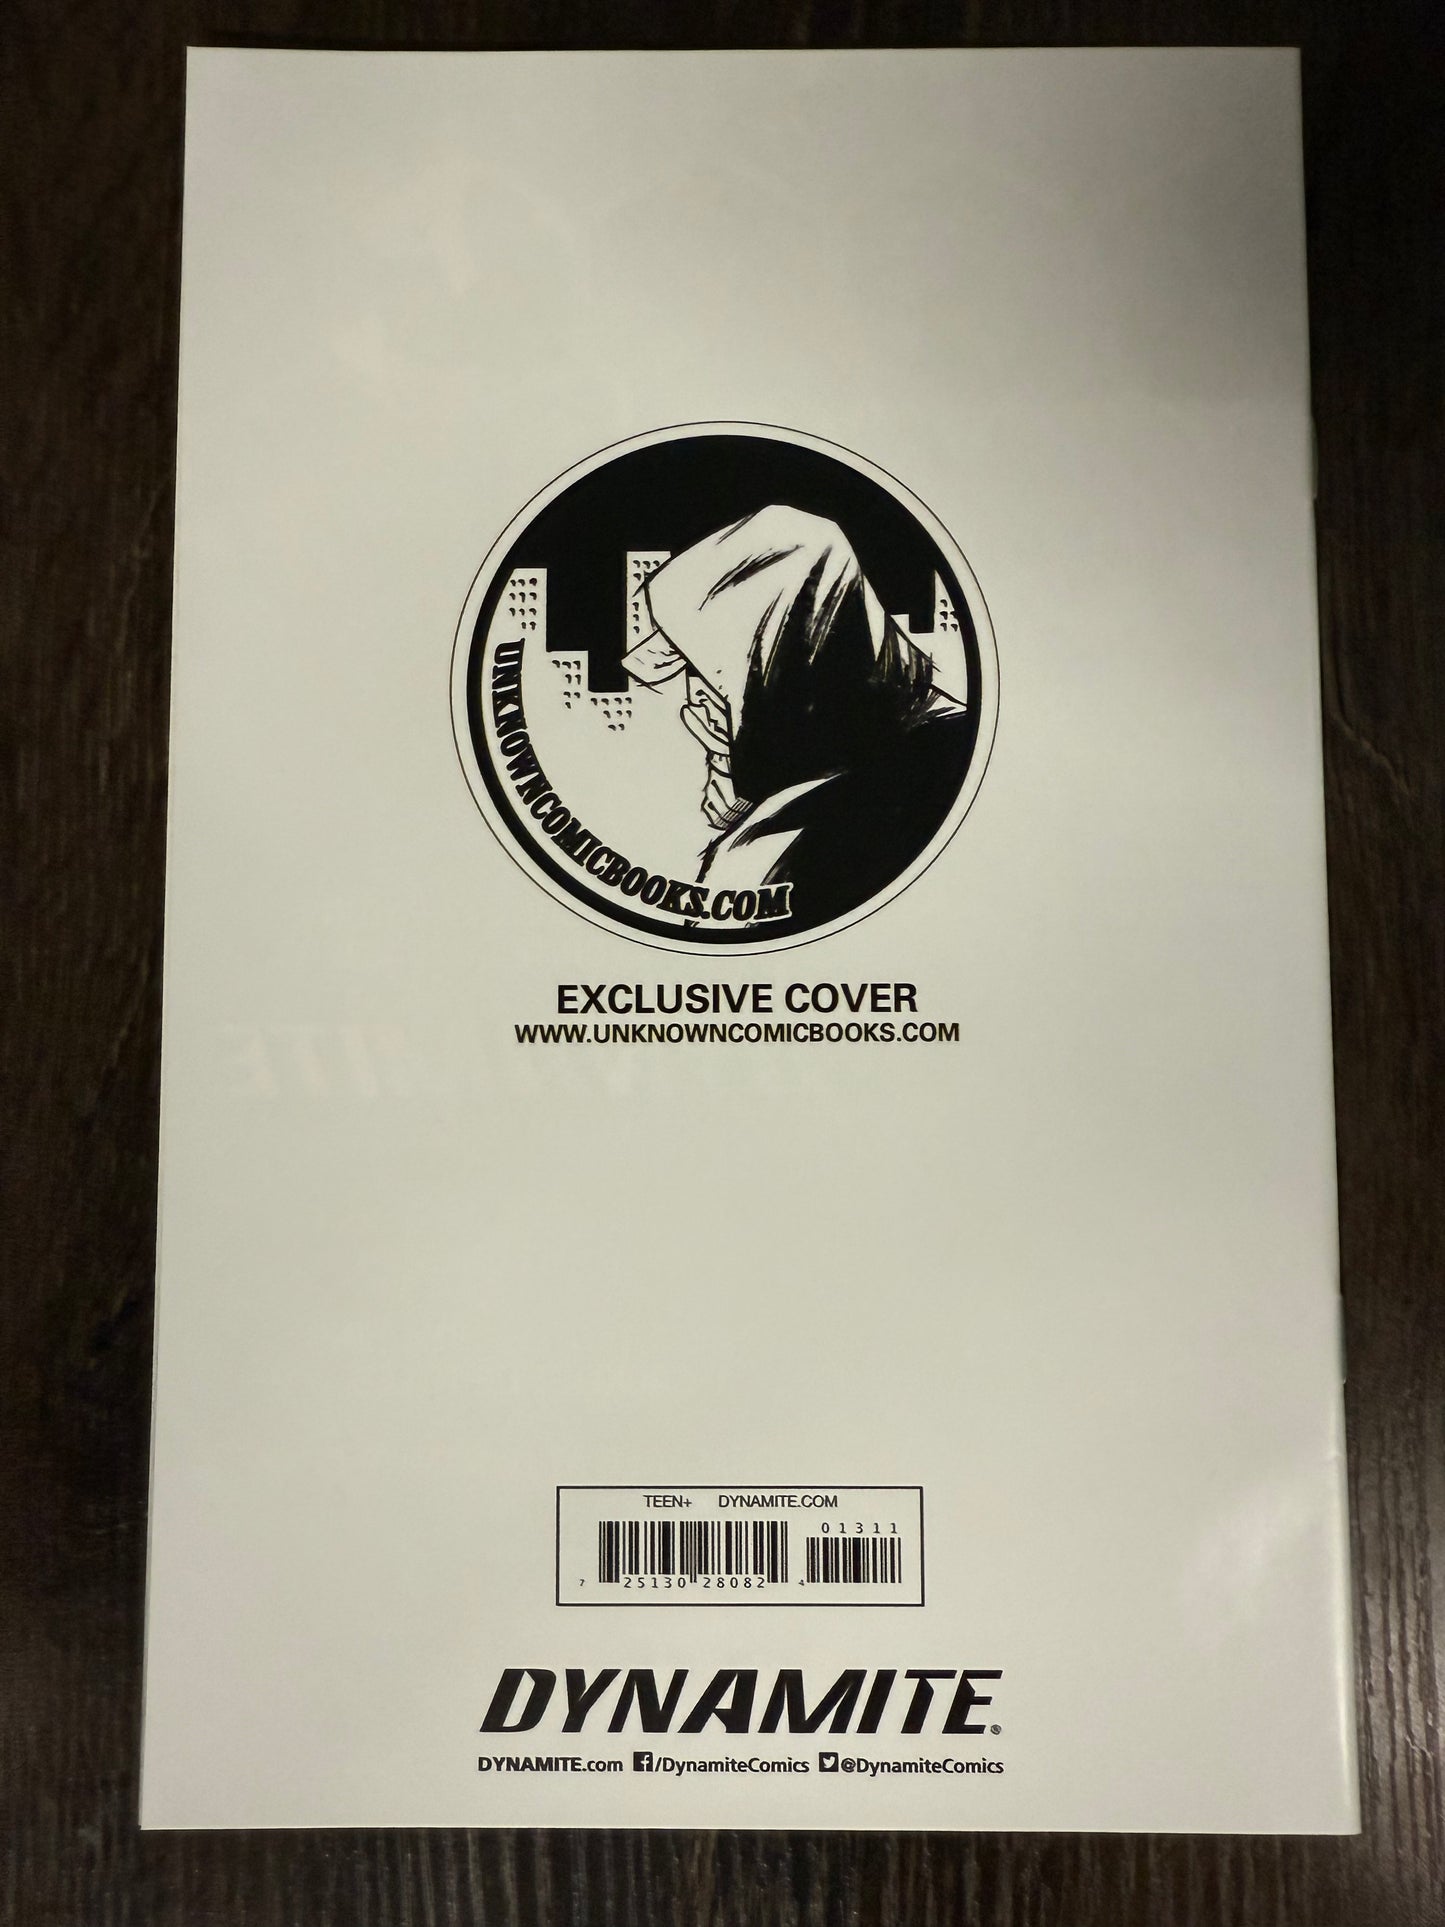 UNKNOWNCOMICBOOKS.COM
EXCLUSIVE COVER
WWW.UNKNOWNCOMICBOOKS.COM
TEEN+ DYNAMITE.COM
01311
7 25130 28082 4
DYNAMITE®
DYNAMITE.com /DynamiteComics @DynamiteComics